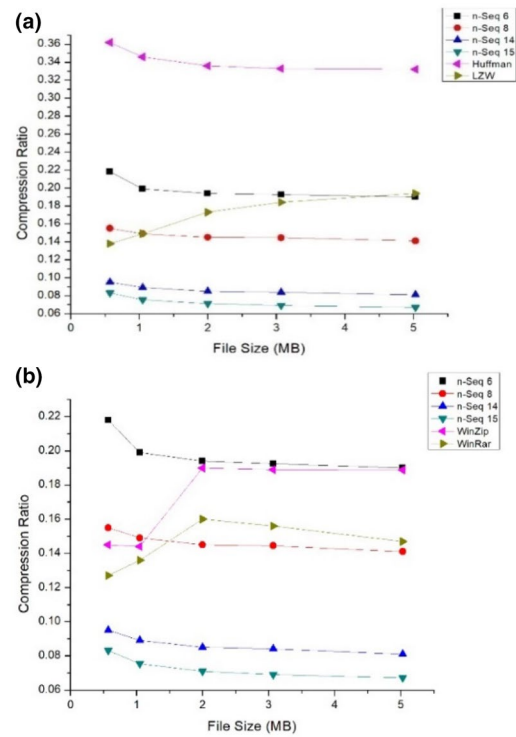 (a)
n-Seq 6
n-Seq 8
n-Seq 14
n-Seq 15
Huffman
LZW
0.36
0.34
0.32
0.30
0.28
0.26
0.24
0.22
0.20
0.18
0.16
0.14
0.12
0.10
0.08
0.06
Compression Ratio
0 1 2 3 4 5
File Size (MB)
(b)
n-Seq 6
n-Seq 8
n-Seq 14
n-Seq 15
WinZip
WinRar
0.22
0.20
0.18
0.16
0.14
0.12
0.10
0.08
0.06
Compression Ratio
0 1 2 3 4 5
File Size (MB)